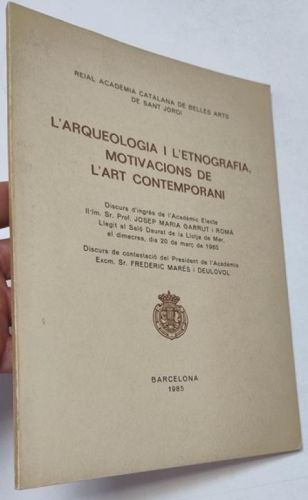 REIAL ACADEMIA CATALANA DE BELLES ARTS
DE SANT JORDI
L'ARQUEOLOGIA I L'ETNOGRAFIA,
MOTIVACIONS DE
L'ART CONTEMPORANI
Discurs d'ingrés de l'Acadèmic Electe
Il·lm. Sr. Prof. JOSEP MARIA GARRUT i ROMÁ
Llegit al Saló Daurat de la Llotja de Mar,
el dimecres, dia 20 de març de 1985
Discurs de contestació del President de l'Acadèmia
Excm. Sr. FREDERIC MARÈS i DEULOVOL
BARCELONA
1985